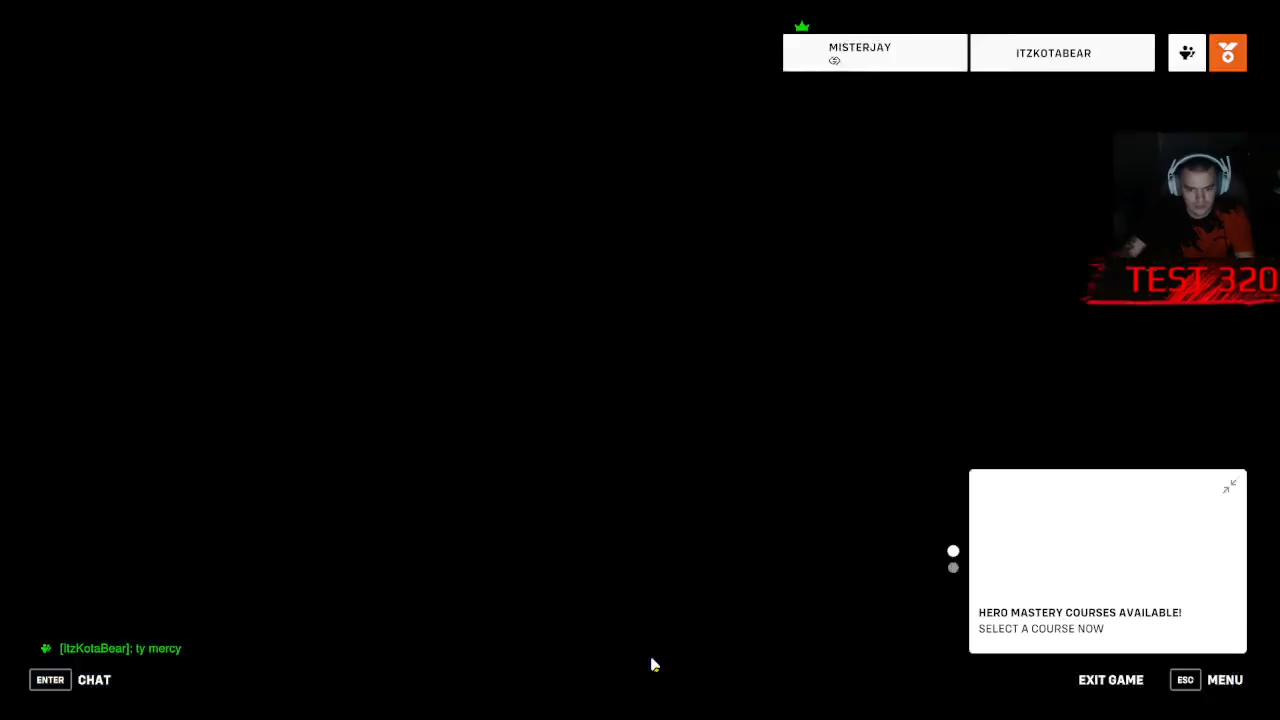 MISTERJAY
ITZKOTABEAR
TEST 320
HERO MASTERY COURSES AVAILABLE!
SELECT A COURSE NOW
[ItzKotaBear]: ty mercy
ENTER CHAT
EXIT GAME
ESC MENU